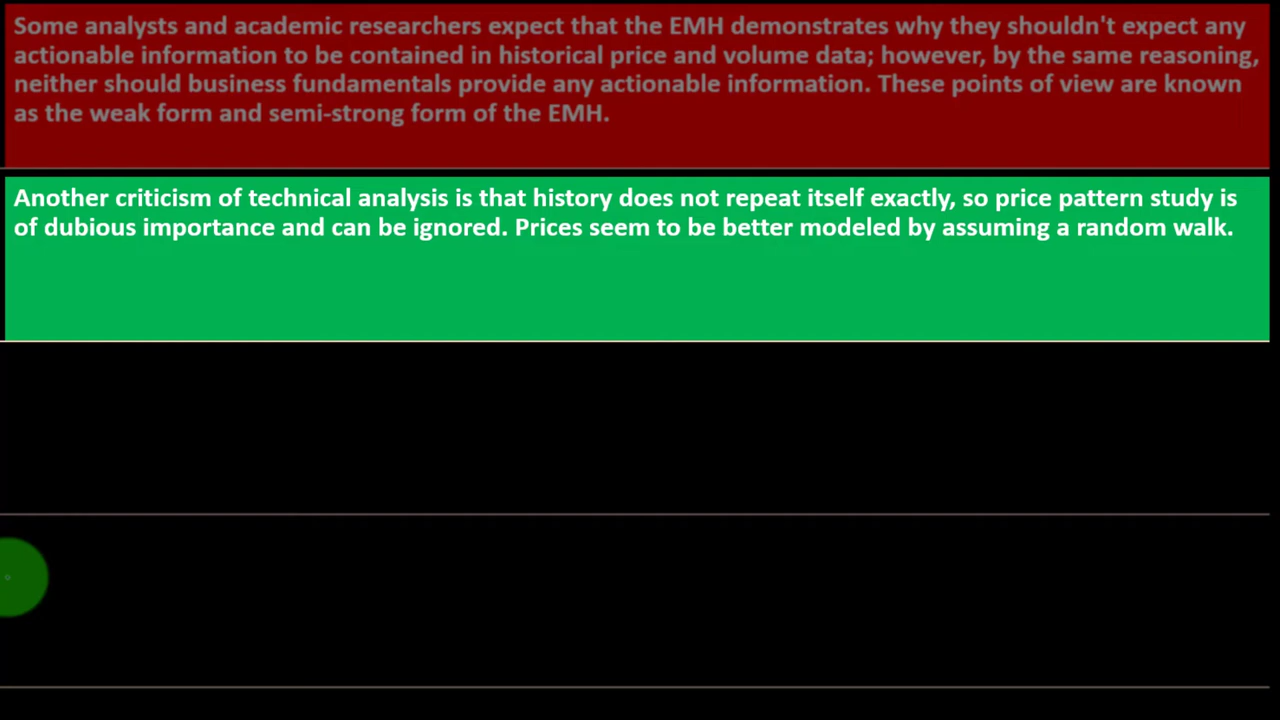 Some analysts and academic researchers expect that the EMH demonstrates why they shouldn't expect any
actionable information to be contained in historical price and volume data; however, by the same reasoning,
neither should business fundamentals provide any actionable information. These points of view are known
as the weak form and semi-strong form of the EMH.
Another criticism of technical analysis is that history does not repeat itself exactly, so price pattern study is
of dubious importance and can be ignored. Prices seem to be better modeled by assuming a random walk.